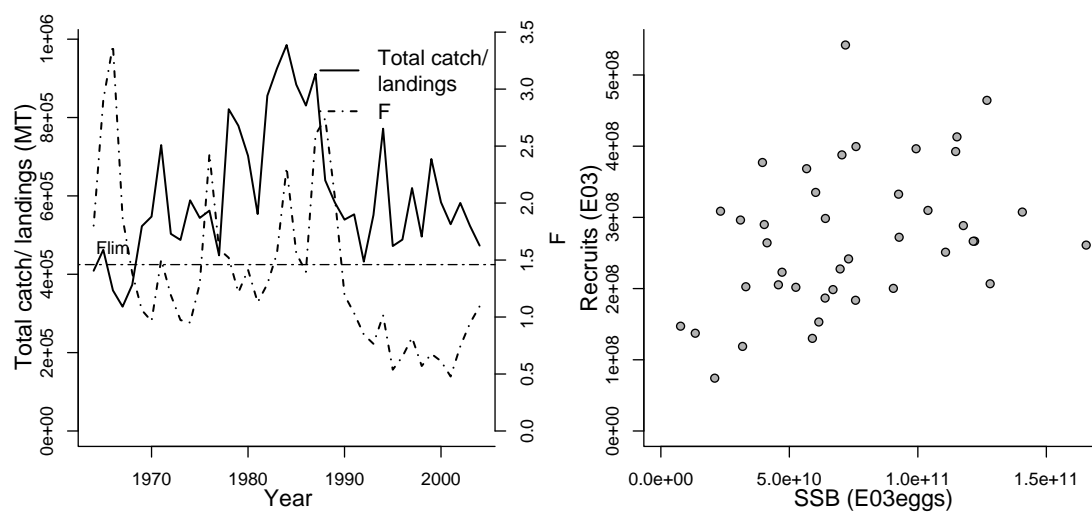 Total catch/ landings (MT)
0e+00
2e+05
4e+05
6e+05
8e+05
1e+06
Total catch/
landings
F
Flim
0.0
0.5
1.0
1.5
2.0
2.5
3.0
3.5
F
1970
1980
1990
2000
Year
Recruits (E03)
0e+00
1e+08
2e+08
3e+08
4e+08
5e+08
0.0e+00
5.0e+10
1.0e+11
1.5e+11
SSB (E03eggs)